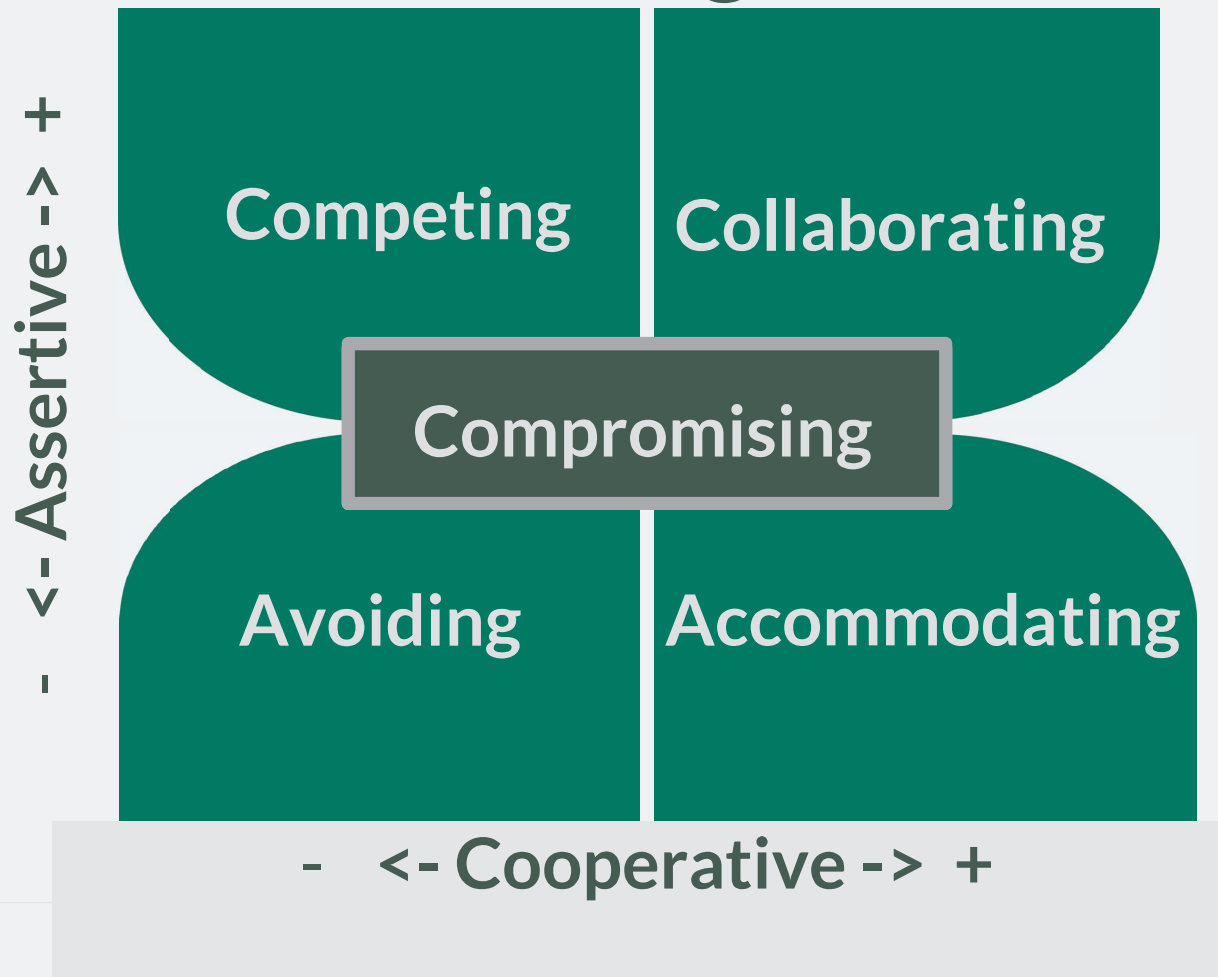 Competing
Collaborating
Compromising
Avoiding
Accommodating
- <- Assertive -> +
- <- Cooperative -> +